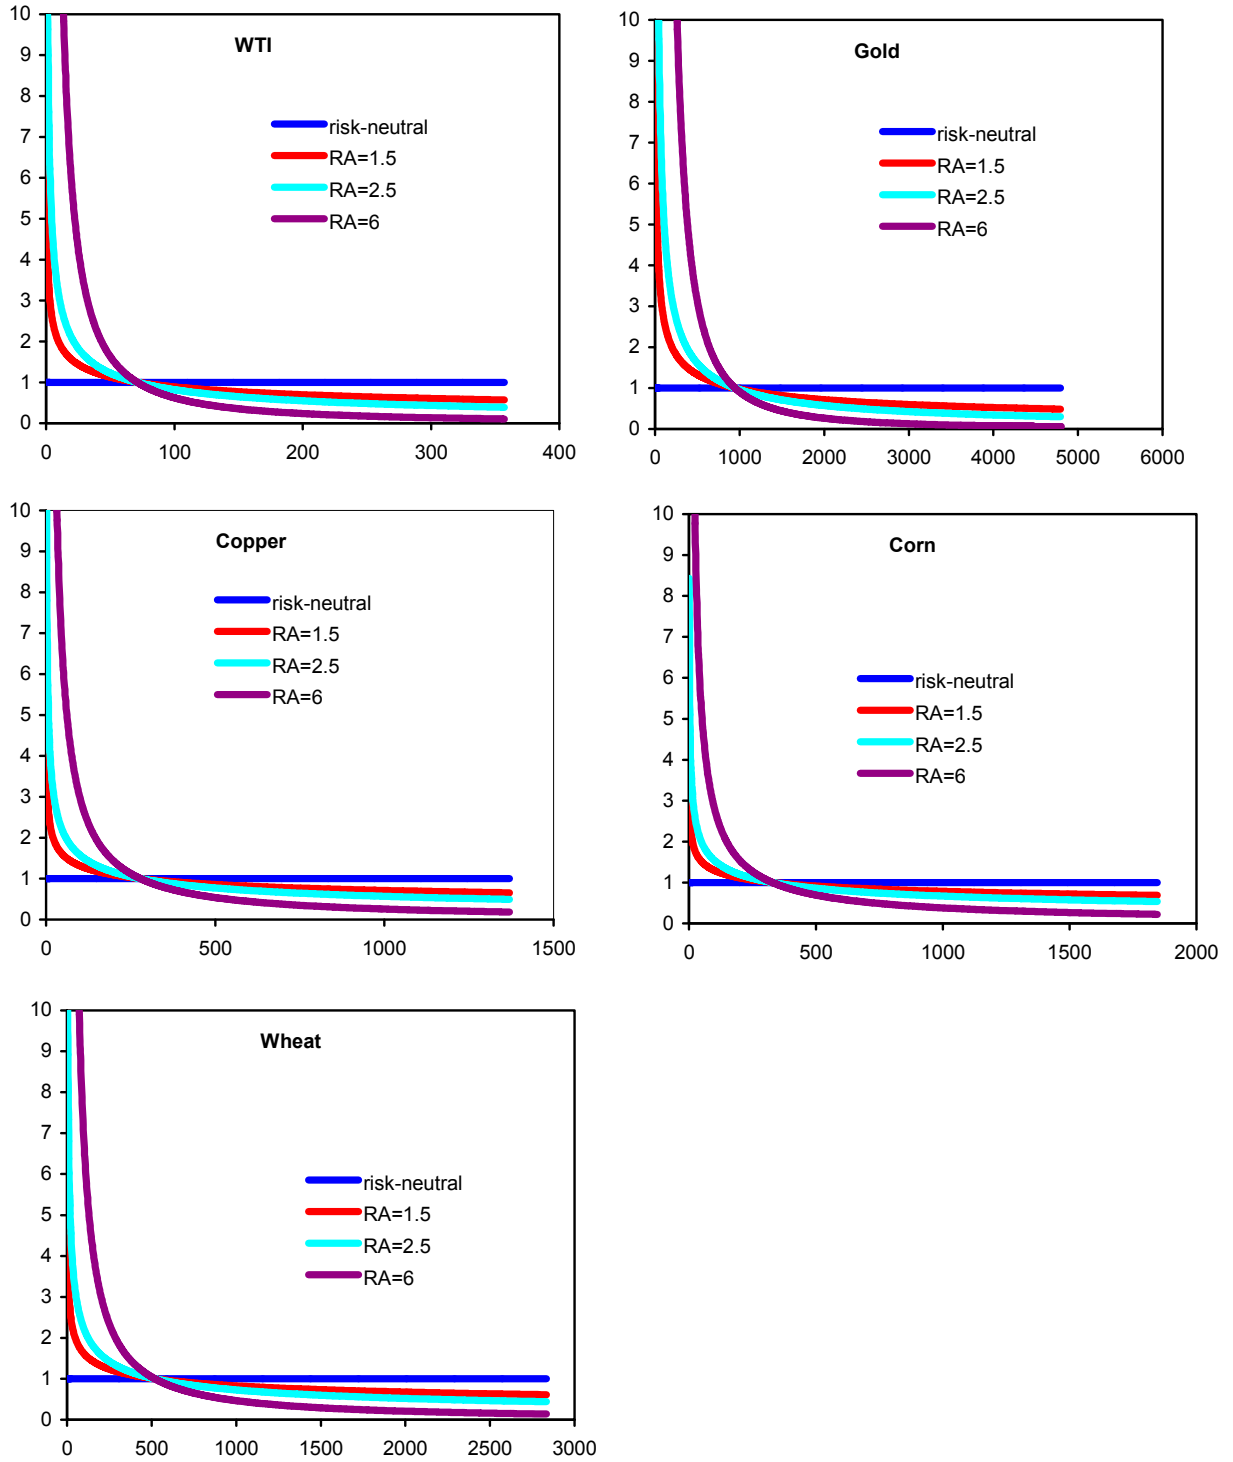 WTI
10
9
8
7
6
5
4
3
2
1
0
risk-neutral
RA=1.5
RA=2.5
RA=6
0 100 200 300 400
Gold
10
9
8
7
6
5
4
3
2
1
0
risk-neutral
RA=1.5
RA=2.5
RA=6
0 1000 2000 3000 4000 5000 6000
Copper
10
9
8
7
6
5
4
3
2
1
0
risk-neutral
RA=1.5
RA=2.5
RA=6
0 500 1000 1500
Corn
10
9
8
7
6
5
4
3
2
1
0
risk-neutral
RA=1.5
RA=2.5
RA=6
0 500 1000 1500 2000
Wheat
10
9
8
7
6
5
4
3
2
1
0
risk-neutral
RA=1.5
RA=2.5
RA=6
0 500 1000 1500 2000 2500 3000